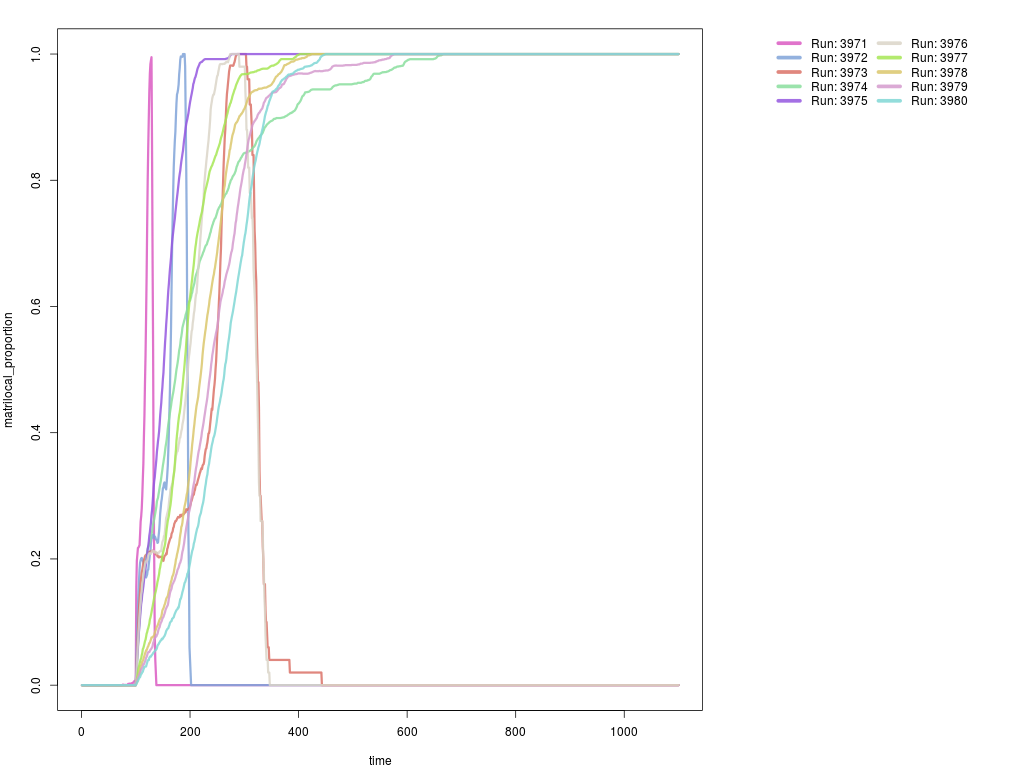 Run: 3971 Run: 3976
Run: 3972 Run: 3977
Run: 3973 Run: 3978
Run: 3974 Run: 3979
Run: 3975 Run: 3980
matrilocal_proportion
1.0
0.8
0.6
0.4
0.2
0.0
0 200 400 600 800 1000
time